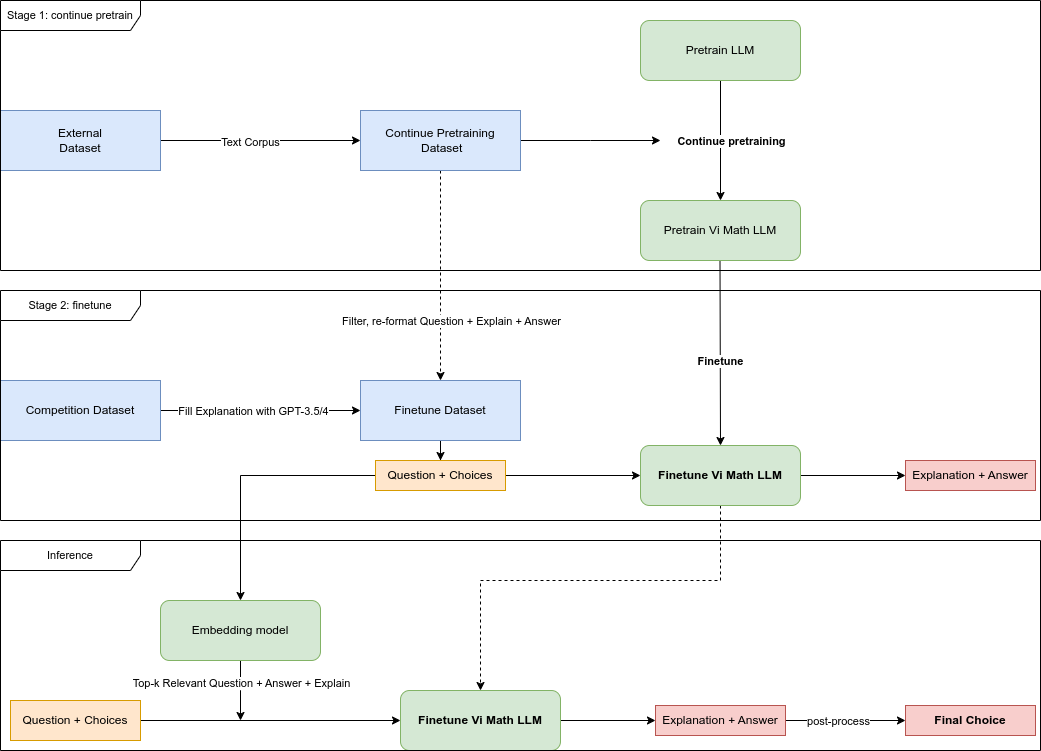 Stage 1: continue pretrain
Pretrain LLM
External
Dataset
Text Corpus
Continue Pretraining
Dataset
Continue pretraining
Pretrain Vi Math LLM
Stage 2: finetune
Filter, re-format Question + Explain + Answer
Finetune
Competition Dataset
Fill Explanation with GPT-3.5/4
Finetune Dataset
Question + Choices
Finetune Vi Math LLM
Explanation + Answer
Inference
Embedding model
Top-k Relevant Question + Answer + Explain
Question + Choices
Finetune Vi Math LLM
Explanation + Answer
post-process
Final Choice